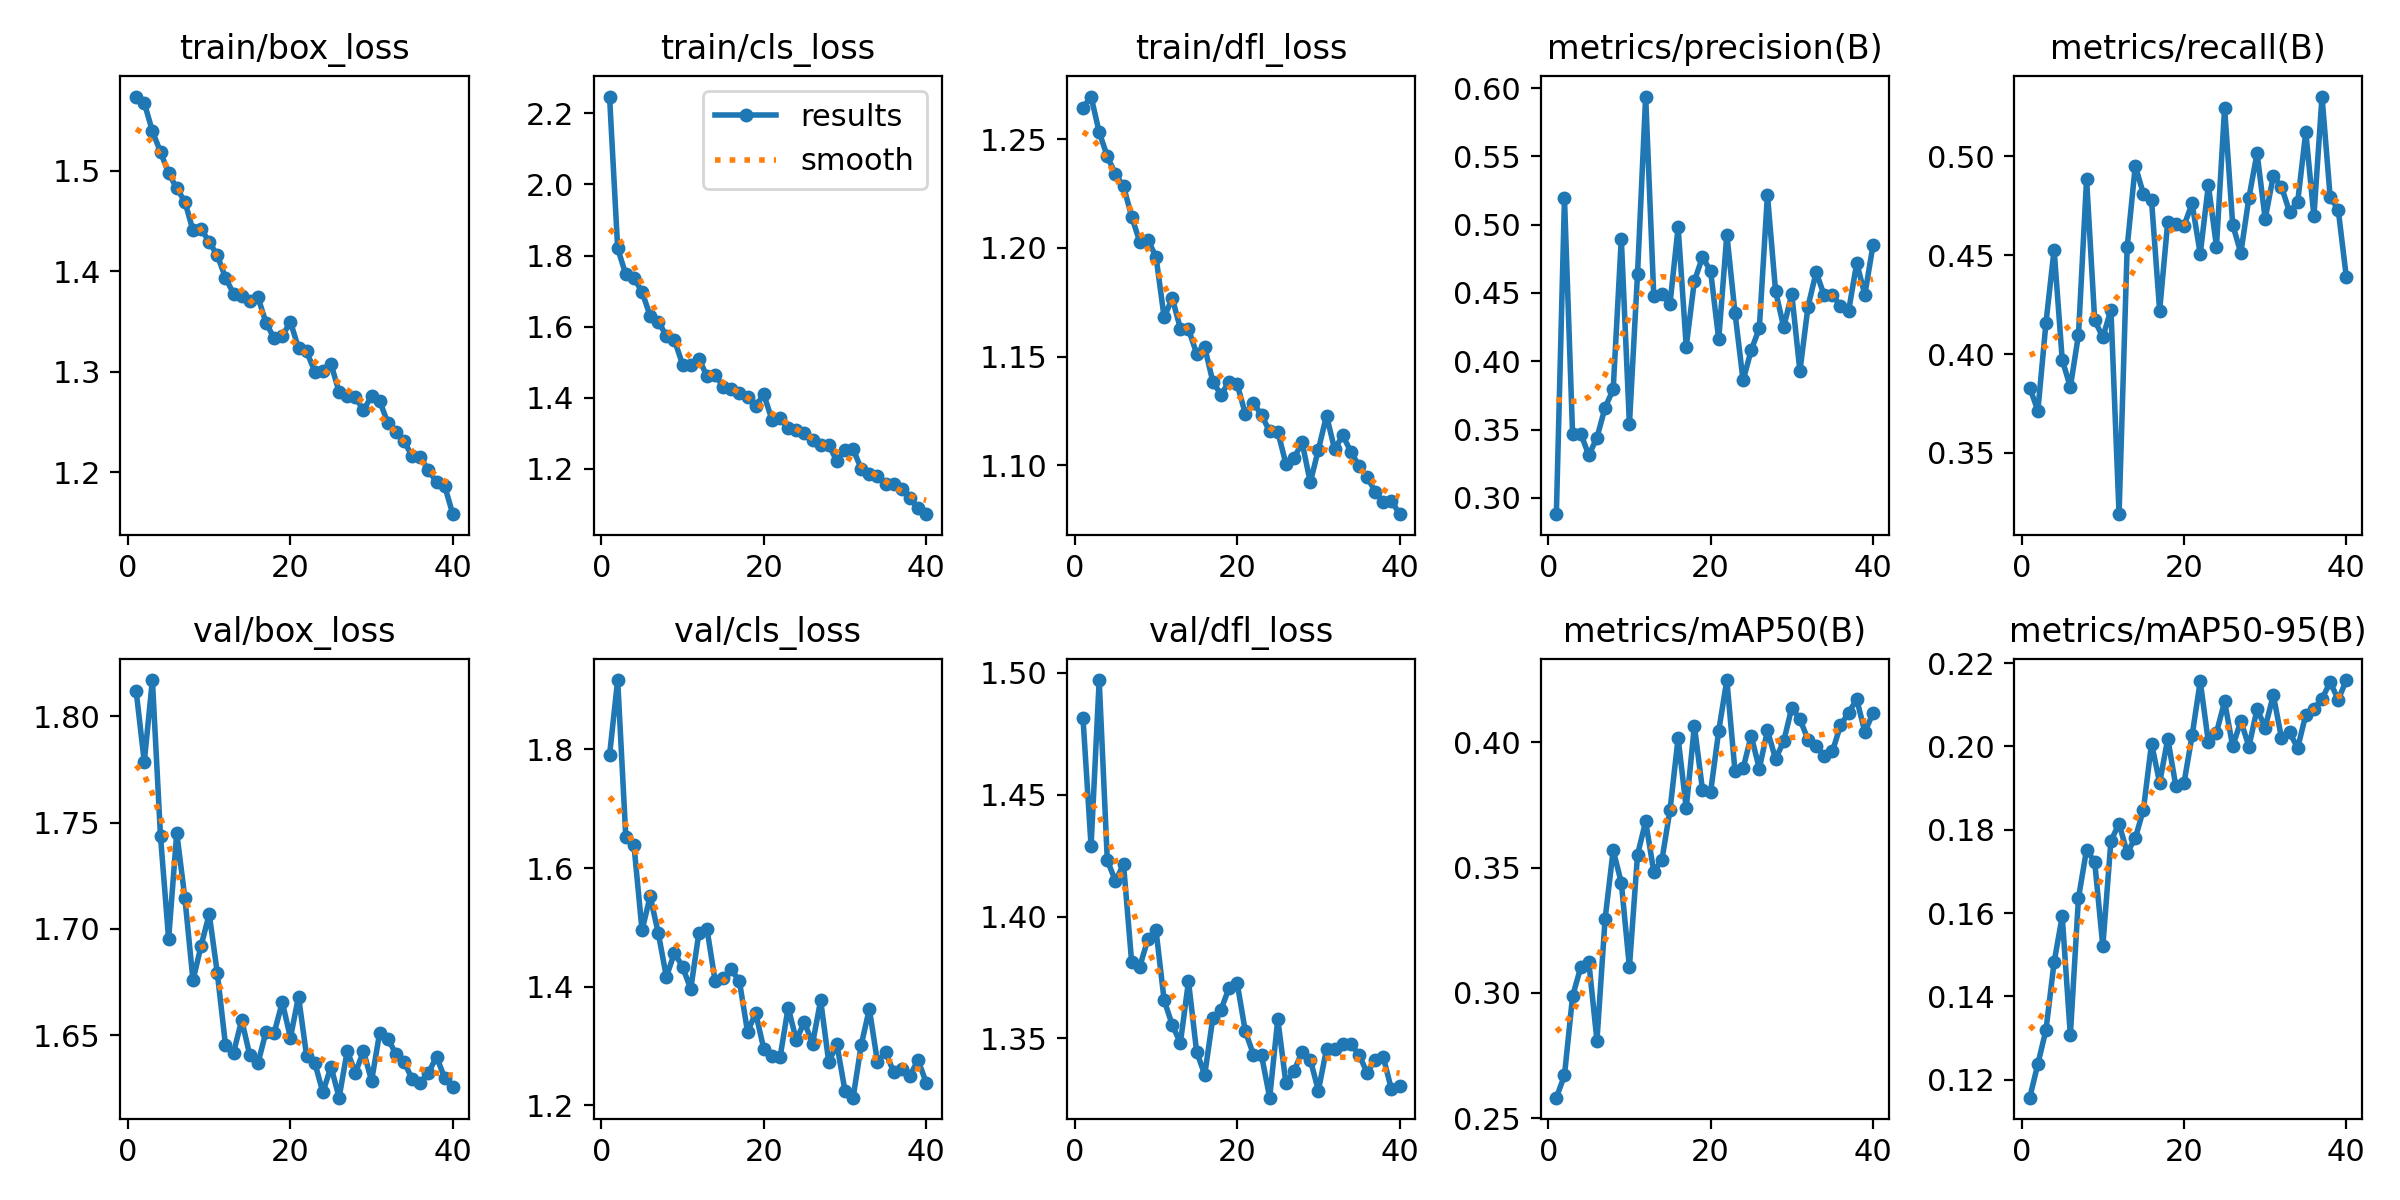 train/box_loss
train/cls_loss
train/dfl_loss
metrics/precision(B)
metrics/recall(B)
1.5
1.4
1.3
1.2
0 20 40
2.2
2.0
1.8
1.6
1.4
1.2
results
smooth
0 20 40
1.25
1.20
1.15
1.10
0 20 40
0.60
0.55
0.50
0.45
0.40
0.35
0.30
0 20 40
0.50
0.45
0.40
0.35
0 20 40
val/box_loss
val/cls_loss
val/dfl_loss
metrics/mAP50(B)
metrics/mAP50-95(B)
1.80
1.75
1.70
1.65
0 20 40
1.8
1.6
1.4
1.2
0 20 40
1.50
1.45
1.40
1.35
0 20 40
0.40
0.35
0.30
0.25
0 20 40
0.22
0.20
0.18
0.16
0.14
0.12
0 20 40